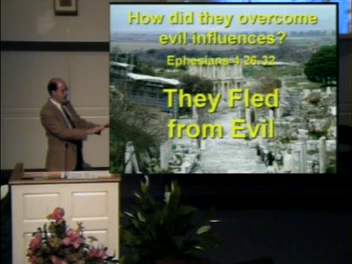 How did they overcome
evil influences?
Ephesians 4:26-32
They Fled
from Evil